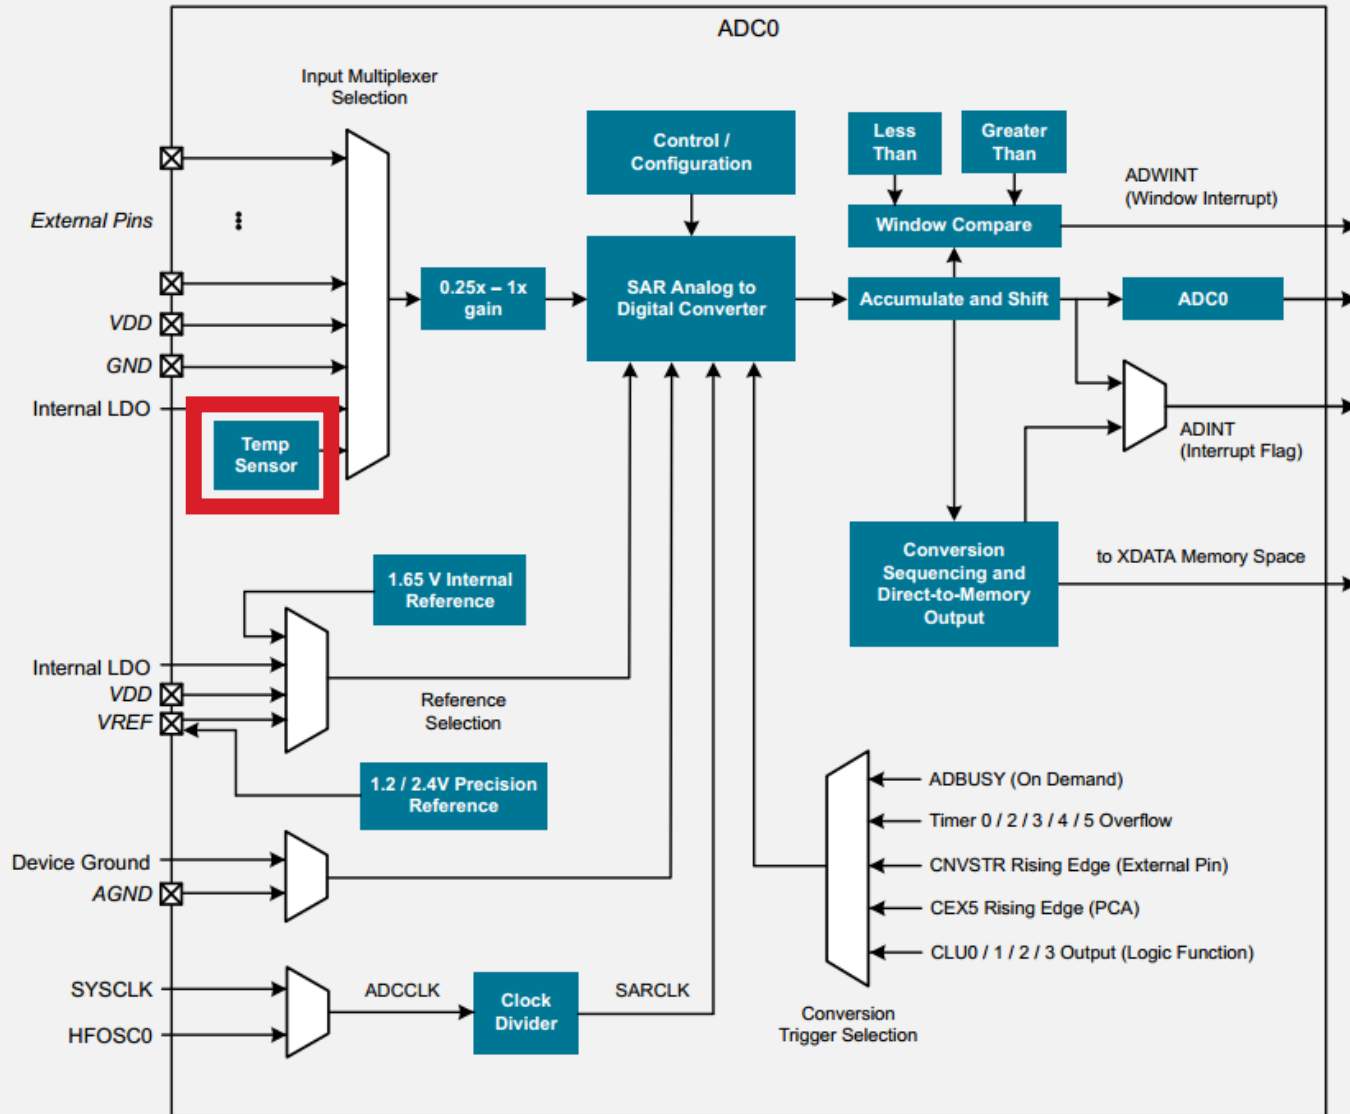 ADC0
Input Multiplexer
Selection
External Pins
VDD
GND
Internal LDO
Temp
Sensor
0.25x – 1x
gain
Control /
Configuration
SAR Analog to
Digital Converter
Less
Than
Greater
Than
Window Compare
ADWINT
(Window Interrupt)
Accumulate and Shift
ADC0
ADINT
(Interrupt Flag)
Conversion
Sequencing and
Direct-to-Memory
Output
to XDATA Memory Space
1.65 V Internal
Reference
Internal LDO
VDD
VREF
Reference
Selection
1.2 / 2.4V Precision
Reference
Device Ground
AGND
SYSCLK
HFOSC0
ADCCLK
Clock
Divider
SARCLK
ADBUSY (On Demand)
Timer 0 / 2 / 3 / 4 / 5 Overflow
CNVSTR Rising Edge (External Pin)
CEX5 Rising Edge (PCA)
CLU0 / 1 / 2 / 3 Output (Logic Function)
Conversion
Trigger Selection